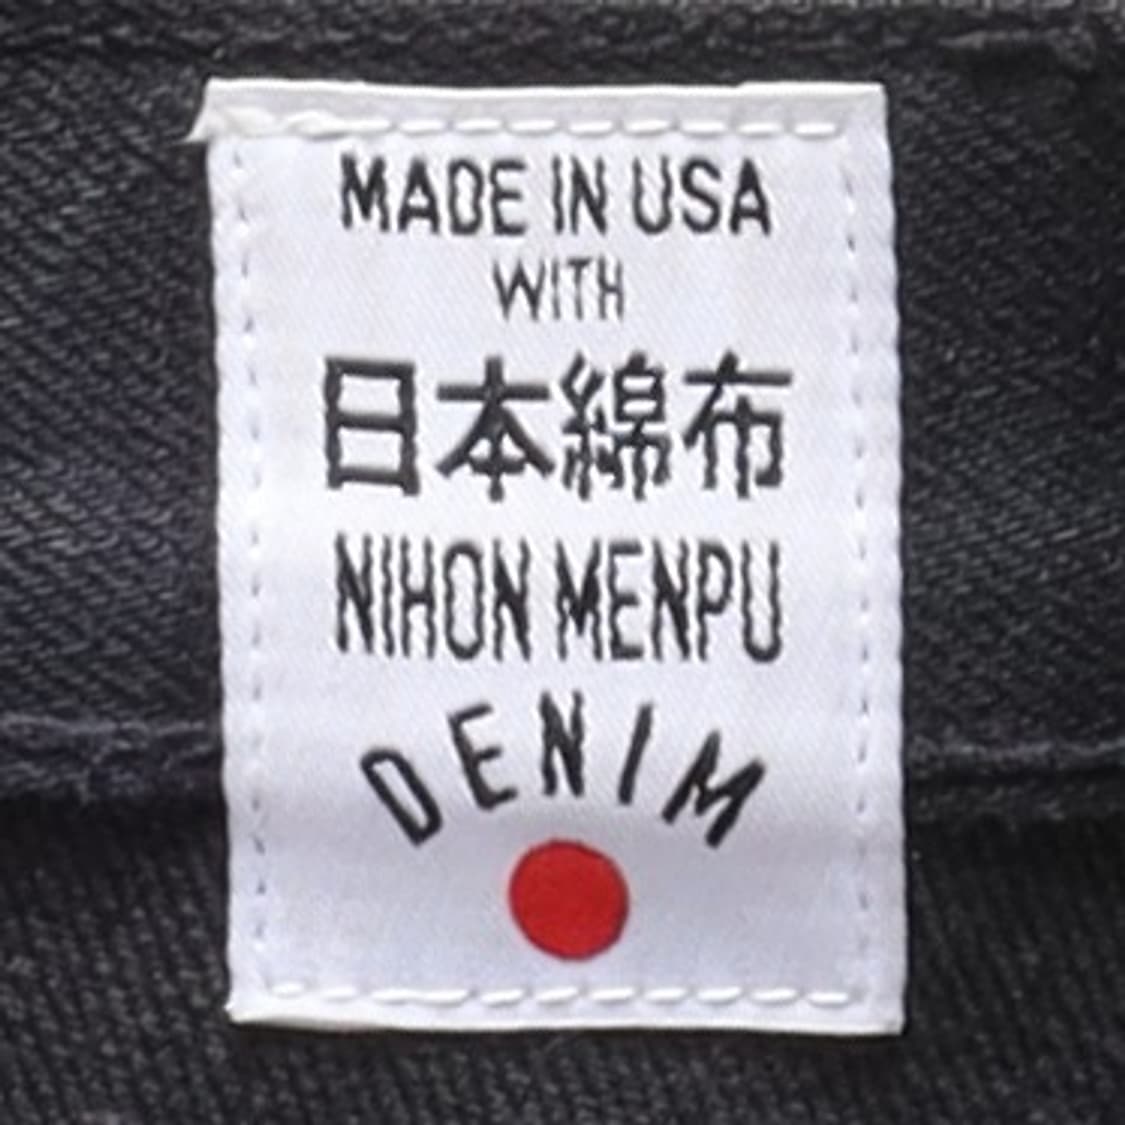 MADE IN USA
WITH
日本綿布
NIHON MENPU
DENIM